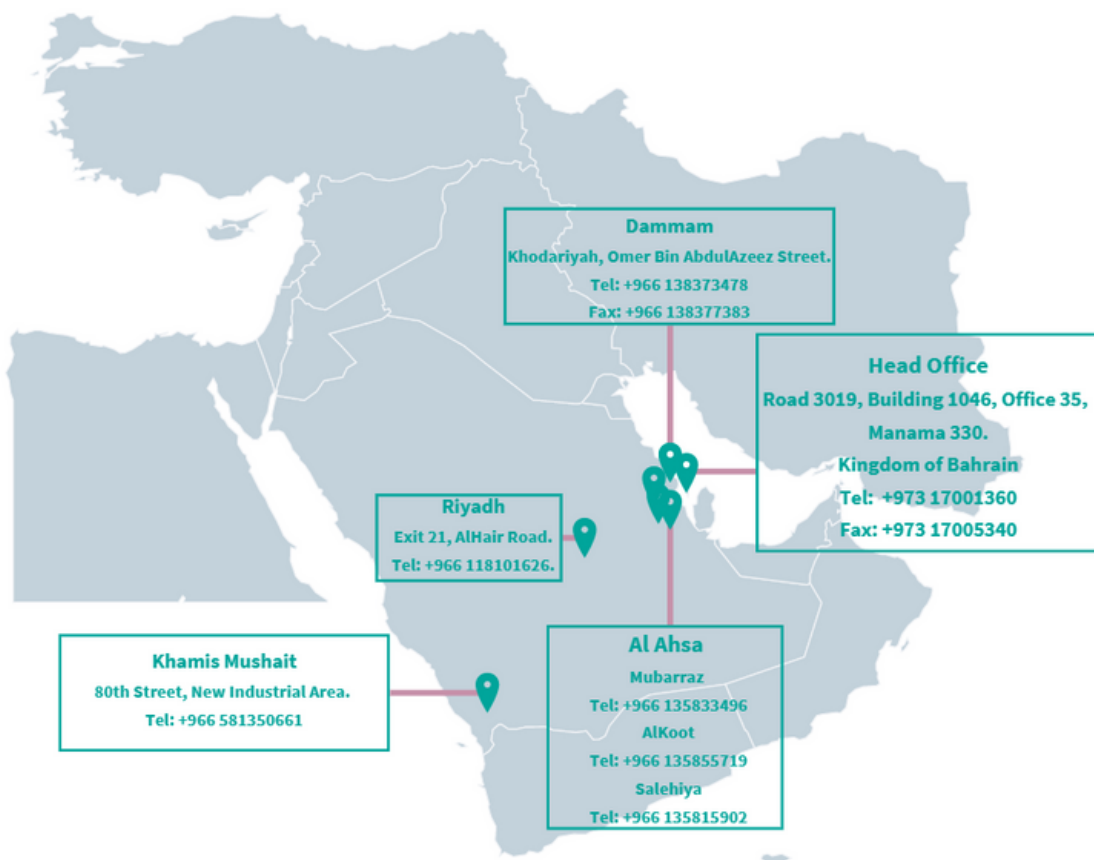 Dammam
Khodariyah, Omer Bin AbdulAzeez Street.
Tel: +966 138373478
Fax: +966 138377383
Head Office
Road 3019, Building 1046, Office 35,
Manama 330.
Kingdom of Bahrain
Tel: +973 17001360
Fax: +973 17005340
Riyadh
Exit 21, AlHair Road.
Tel: +966 118101626.
Khamis Mushait
80th Street, New Industrial Area.
Tel: +966 581350661
Al Ahsa
Mubarraz
Tel: +966 135833496
AlKoot
Tel: +966 135855719
Salehiya
Tel: +966 135815902